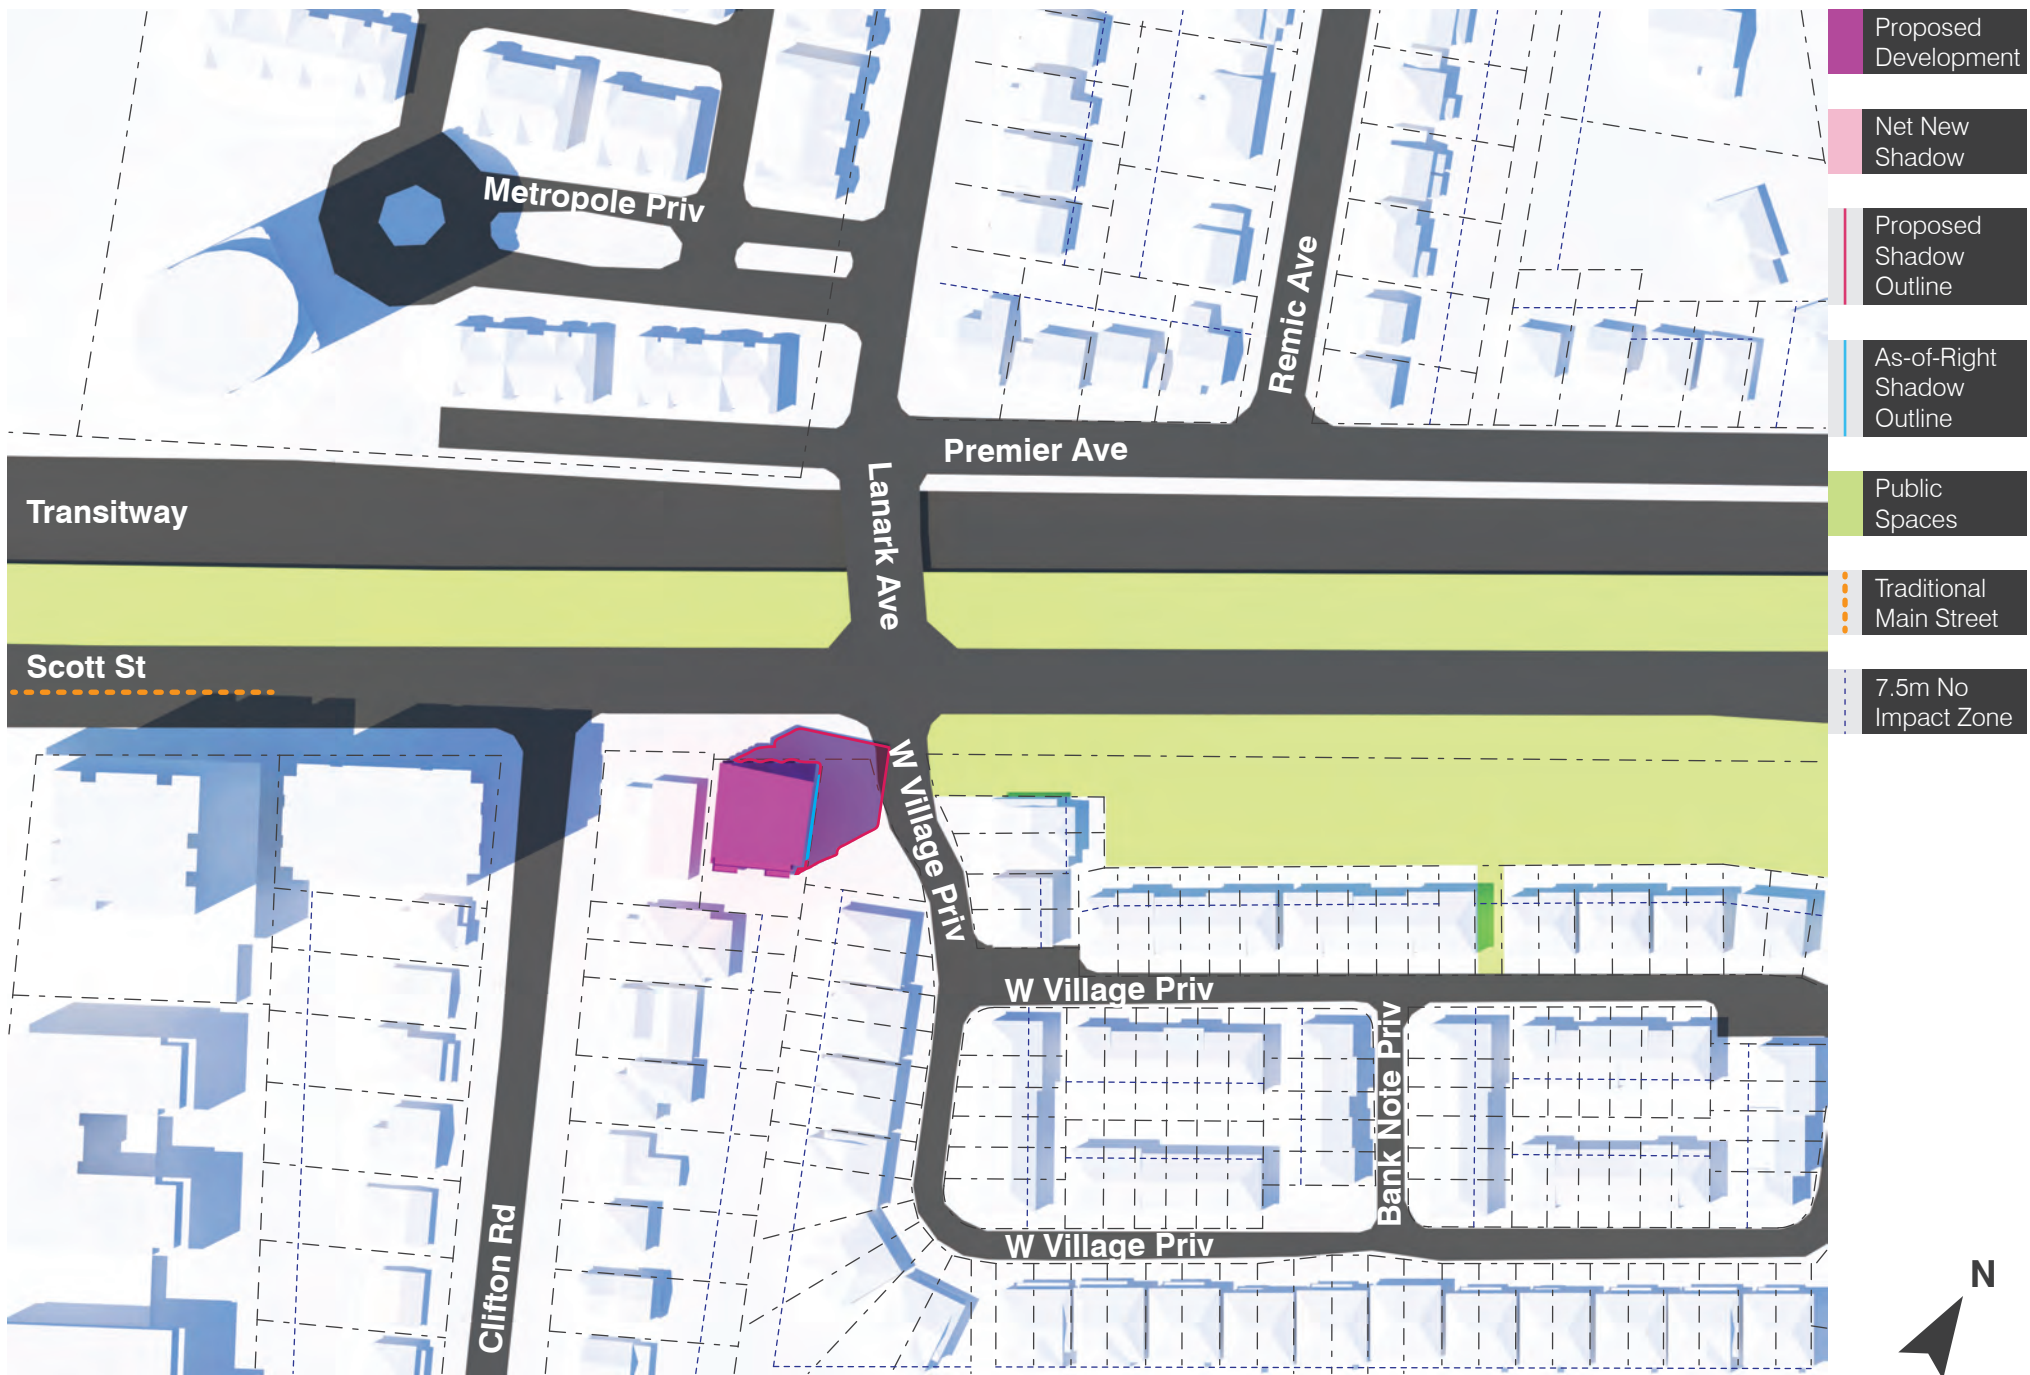 Proposed
Development
Net New
Shadow
Proposed
Shadow
Outline
As-of-Right
Shadow
Outline
Public
Spaces
Traditional
Main Street
7.5m No
Impact Zone
Metropole Priv
Remic Ave
Premier Ave
Lanark Ave
Transitway
Scott St
W Village Priv
W Village Priv
Bank Note Priv
W Village Priv
Clifton Rd
N